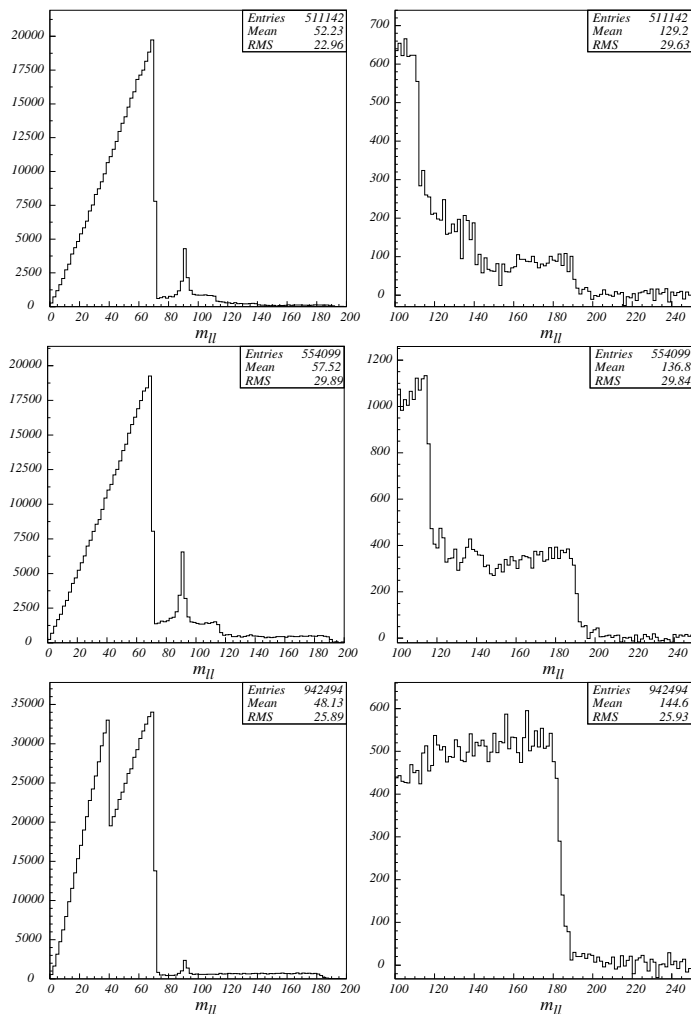 Entries 511142
Mean 52.23
RMS 22.96
20000
17500
15000
12500
10000
7500
5000
2500
0
0 20 40 60 80 100 120 140 160 180 200
m_ll
Entries 511142
Mean 129.2
RMS 29.63
700
600
500
400
300
200
100
0
100 120 140 160 180 200 220 240
m_ll
Entries 554099
Mean 57.52
RMS 29.89
20000
17500
15000
12500
10000
7500
5000
2500
0
0 20 40 60 80 100 120 140 160 180 200
m_ll
Entries 554099
Mean 136.8
RMS 29.84
1200
1000
800
600
400
200
0
100 120 140 160 180 200 220 240
m_ll
Entries 942494
Mean 48.13
RMS 25.89
35000
30000
25000
20000
15000
10000
5000
0
0 20 40 60 80 100 120 140 160 180 200
m_ll
Entries 942494
Mean 144.6
RMS 25.93
600
500
400
300
200
100
0
100 120 140 160 180 200 220 240
m_ll